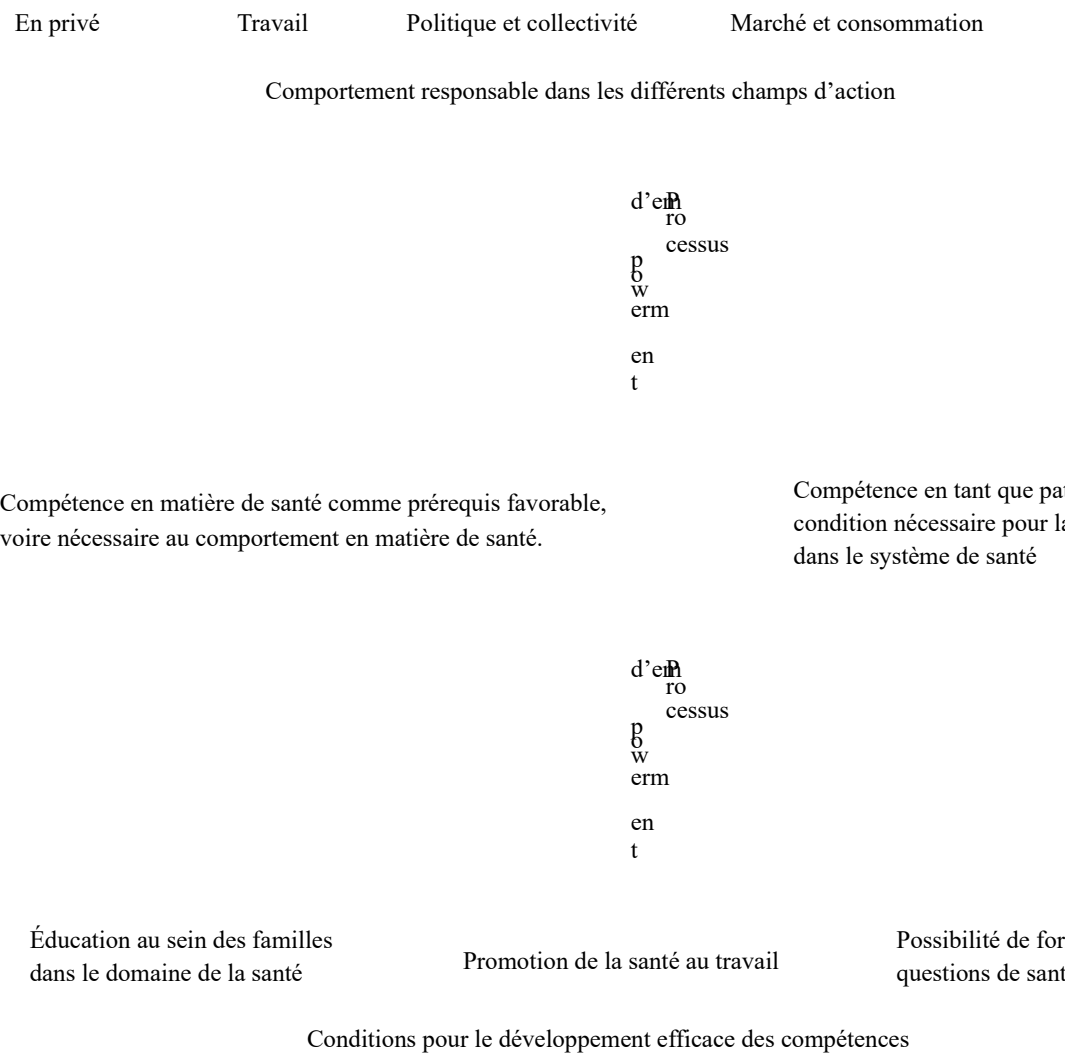 En privé Travail Politique et collectivité Marché et consommation
Comportement responsable dans les différents champs d’action
Processus
d’empowerment
Compétence en matière de santé comme prérequis favorable,
voire nécessaire au comportement en matière de santé.
Compétence en tant que
condition nécessaire pour
dans le système de santé
Processus
d’empowerment
Éducation au sein des familles
dans le domaine de la santé
Promotion de la santé au travail
Possibilité de
questions de
Conditions pour le développement efficace des compétences